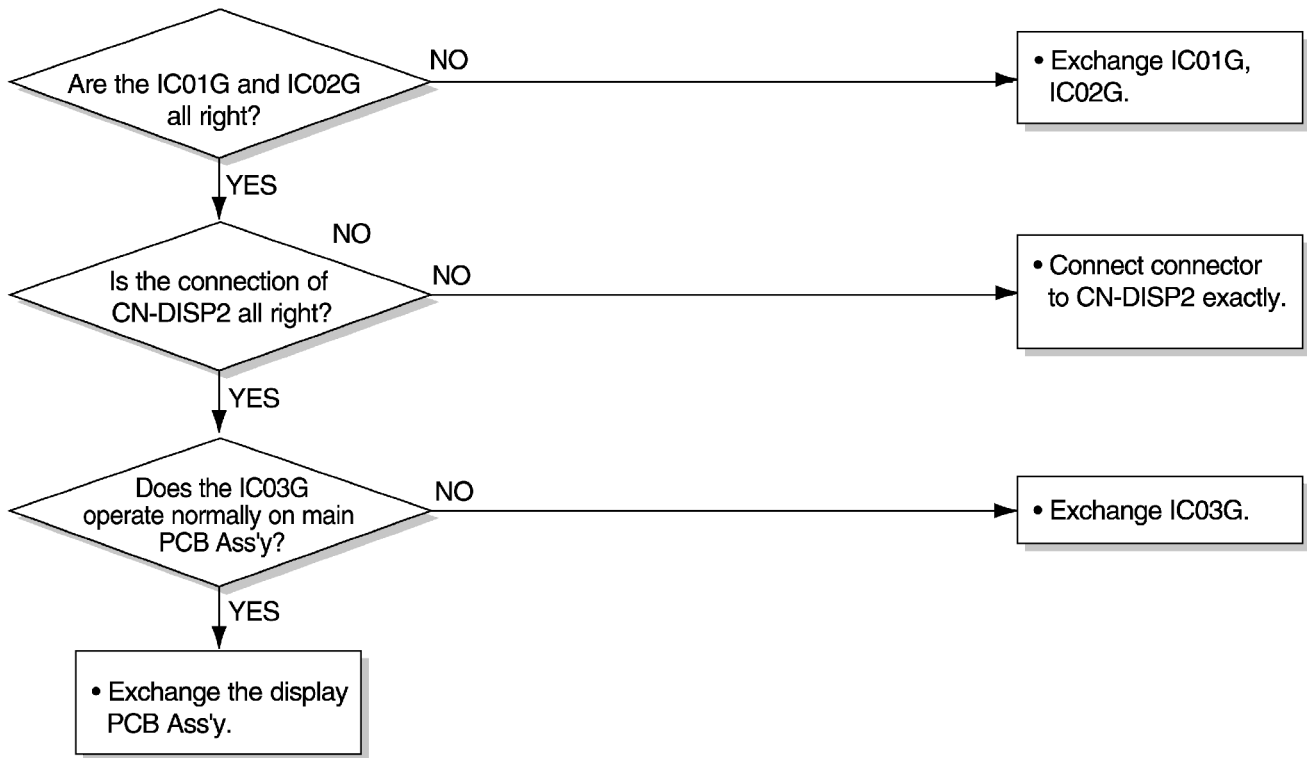 Are the IC01G and IC02G
all right?
NO
• Exchange IC01G,
IC02G.
YES
NO
Is the connection of
CN-DISP2 all right?
NO
• Connect connector
to CN-DISP2 exactly.
YES
Does the IC03G
operate normally on main
PCB Ass'y?
NO
• Exchange IC03G.
YES
• Exchange the display
PCB Ass'y.